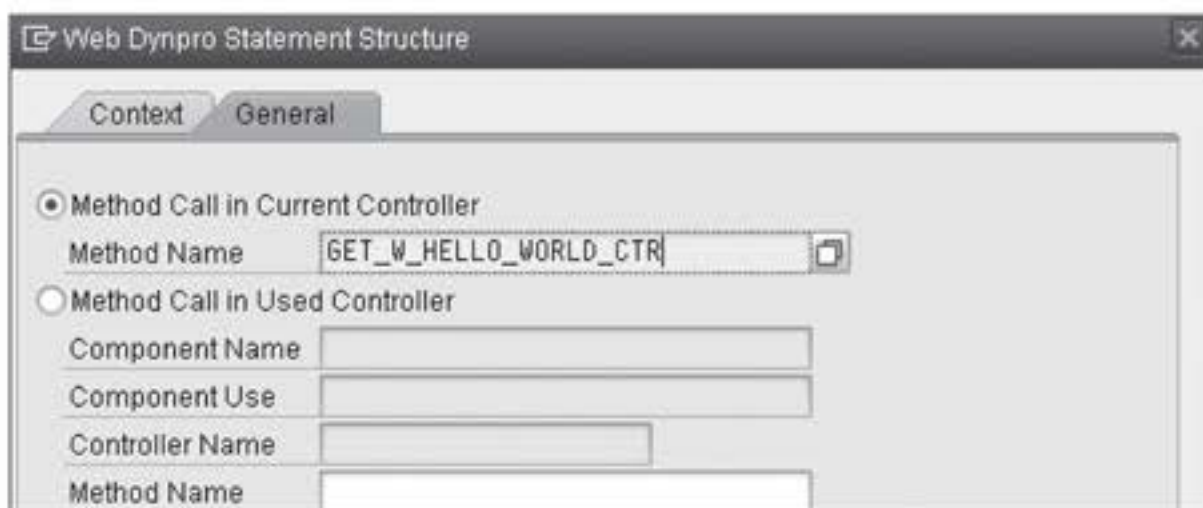 Web Dynpro Statement Structure
Context General
Method Call in Current Controller
Method Name GET_W_HELLO_WORLD_CTR
Method Call in Used Controller
Component Name
Component Use
Controller Name
Method Name